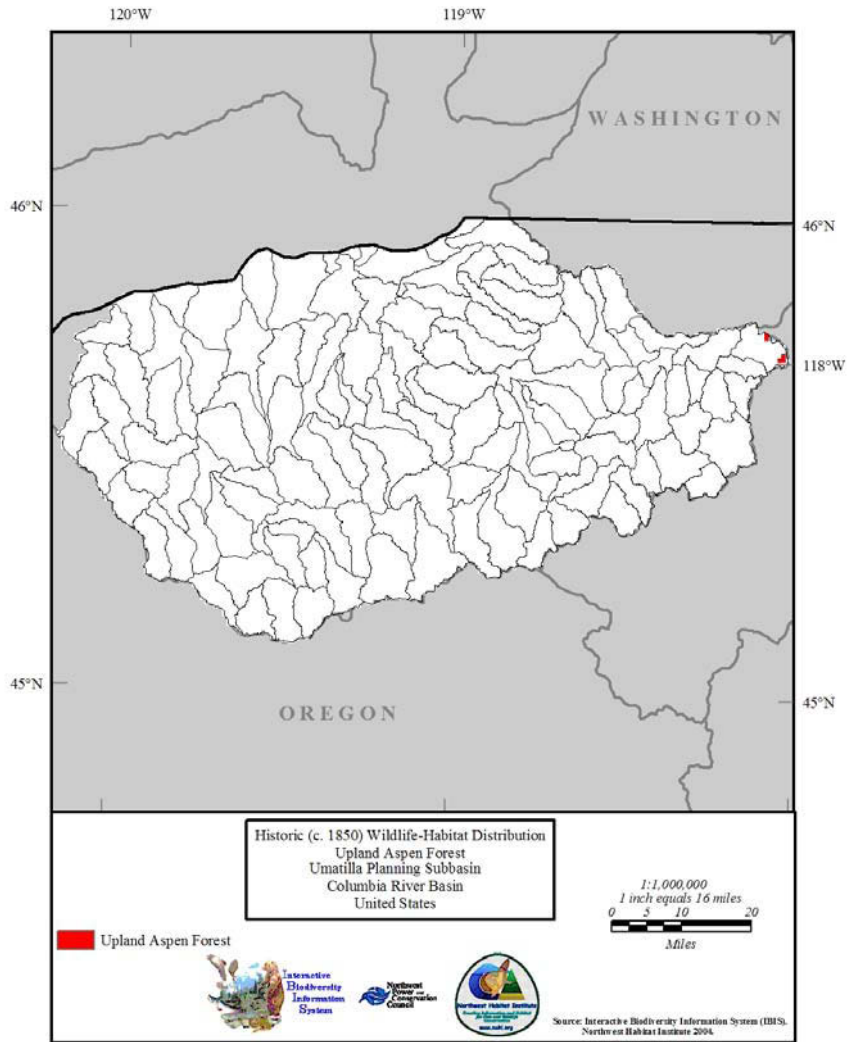 120°W
119°W
WASHINGTON
46°N
46°N
118°W
45°N
45°N
OREGON
Historic (c. 1850) Wildlife-Habitat Distribution
Upland Aspen Forest
Umatilla Planning Subbasin
Columbia River Basin
United States
1:1,000,000
1 inch equals 16 miles
0 5 10 20
Miles
Upland Aspen Forest
Interactive
Biodiversity
Information
System
Northwest
Power and
Conservation
Council
Northwest Habitat Institute
www.nwhi.org
Source: Interactive Biodiversity Information System (IBIS).
Northwest Habitat Institute 2004.